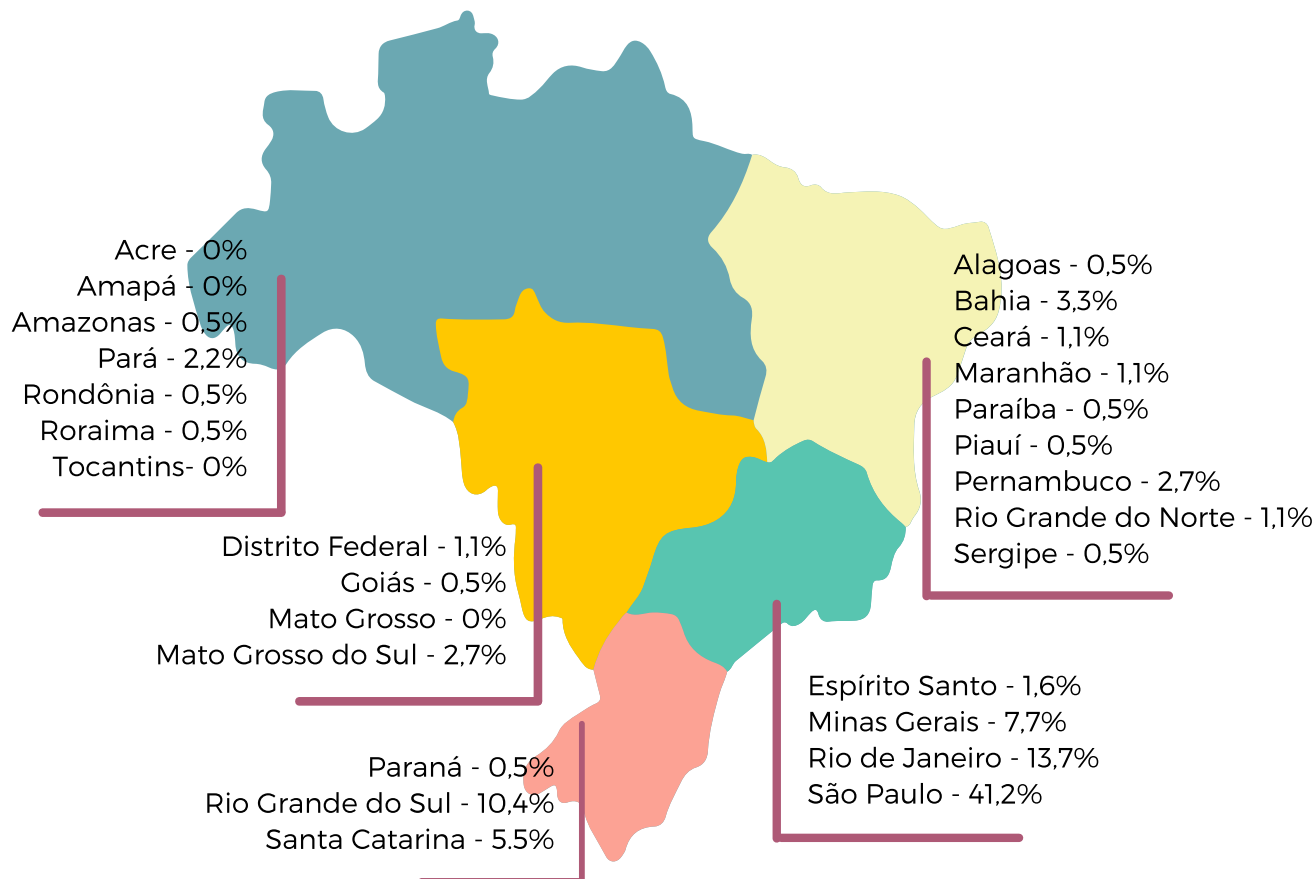 Acre - 0%
Amapá - 0%
Amazonas - 0,5%
Pará - 2,2%
Rondônia - 0,5%
Roraima - 0,5%
Tocantins- 0%
Alagoas - 0,5%
Bahia - 3,3%
Ceará - 1,1%
Maranhão - 1,1%
Paraíba - 0,5%
Piauí - 0,5%
Pernambuco - 2,7%
Rio Grande do Norte - 1,1%
Sergipe - 0,5%
Distrito Federal - 1,1%
Goiás - 0,5%
Mato Grosso - 0%
Mato Grosso do Sul - 2,7%
Espírito Santo - 1,6%
Minas Gerais - 7,7%
Rio de Janeiro - 13,7%
São Paulo - 41,2%
Paraná - 0,5%
Rio Grande do Sul - 10,4%
Santa Catarina - 5.5%